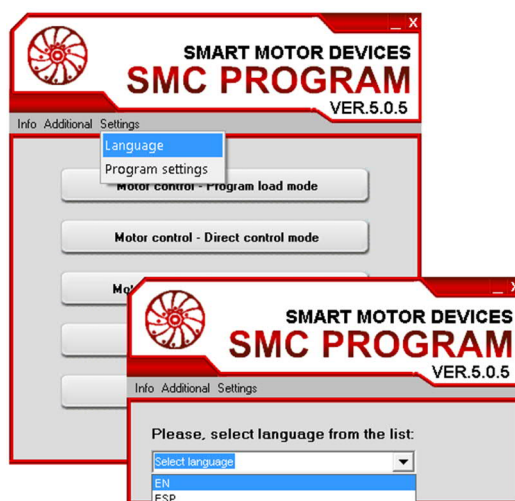 _ X
SMART MOTOR DEVICES
SMC PROGRAM
VER.5.0.5
Info Additional Settings
Language
Program settings
Motor control - Program load mode
Motor control - Direct control mode
_ X
SMART MOTOR DEVICES
SMC PROGRAM
VER.5.0.5
Info Additional Settings
Please, select language from the list:
Select language
EN
ESP